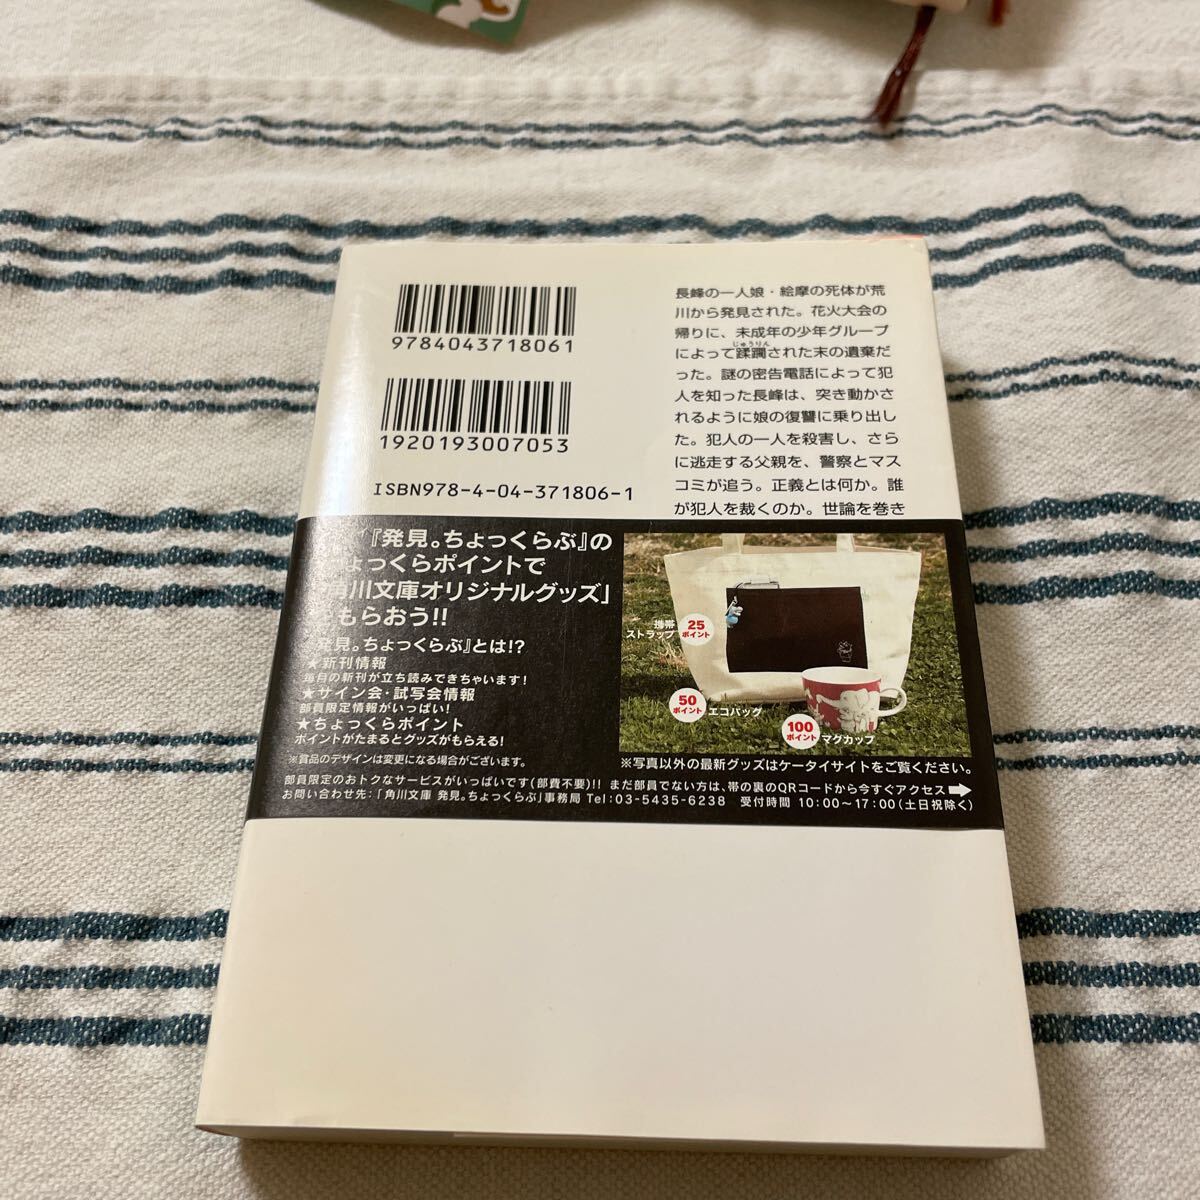 9784043718061
1920193007053
ISBN978-4-04-371806-1
長峰の一人娘・絵摩の死体が荒
川から発見された。花火大会の
帰りに、未成年の少年グループ
じゅうりん
によって蹂躙された末の遺棄だ
った。謎の密告電話によって犯
人を知った長峰は、突き動かさ
れるように娘の復讐に乗り出し
た。犯人の一人を殺害し、さら
に逃走する父親を、警察とマス
コミが追う。正義とは何か。誰
が犯人を裁くのか。世論を巻き
『発見。ちょっくらぶ』の
ょっくらポイントで
角川文庫オリジナルグッズ」
もらおう!!
発見。ちょっくらぶ』とは!?
★新刊情報
毎月の新刊が立ち読みできちゃいます!
★サイン会・試写会情報
部員限定情報がいっぱい!
★ちょっくらポイント
ポイントがたまるとグッズがもらえる!
※賞品のデザインは変更になる場合がございます。
携帯
ストラップ
25
ポイント
50
ポイント
エコバッグ
100
ポイント
マグカップ
※写真以外の最新グッズはケータイサイトをご覧ください。
部員限定のおトクなサービスがいっぱいです(部費不要)!! まだ部員でない方は、帯の裏のQRコードから今すぐアクセス
お問い合わせ先:「角川文庫 発見。ちょっくらぶ」事務局 Tel:03-5435-6238 受付時間 10:00〜17:00(土日祝除く)